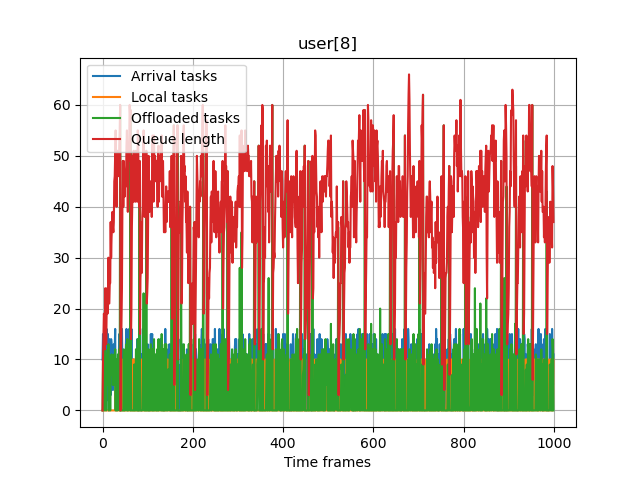 user[8]
Arrival tasks
Local tasks
Offloaded tasks
Queue length
60
50
40
30
20
10
0
0 200 400 600 800 1000
Time frames